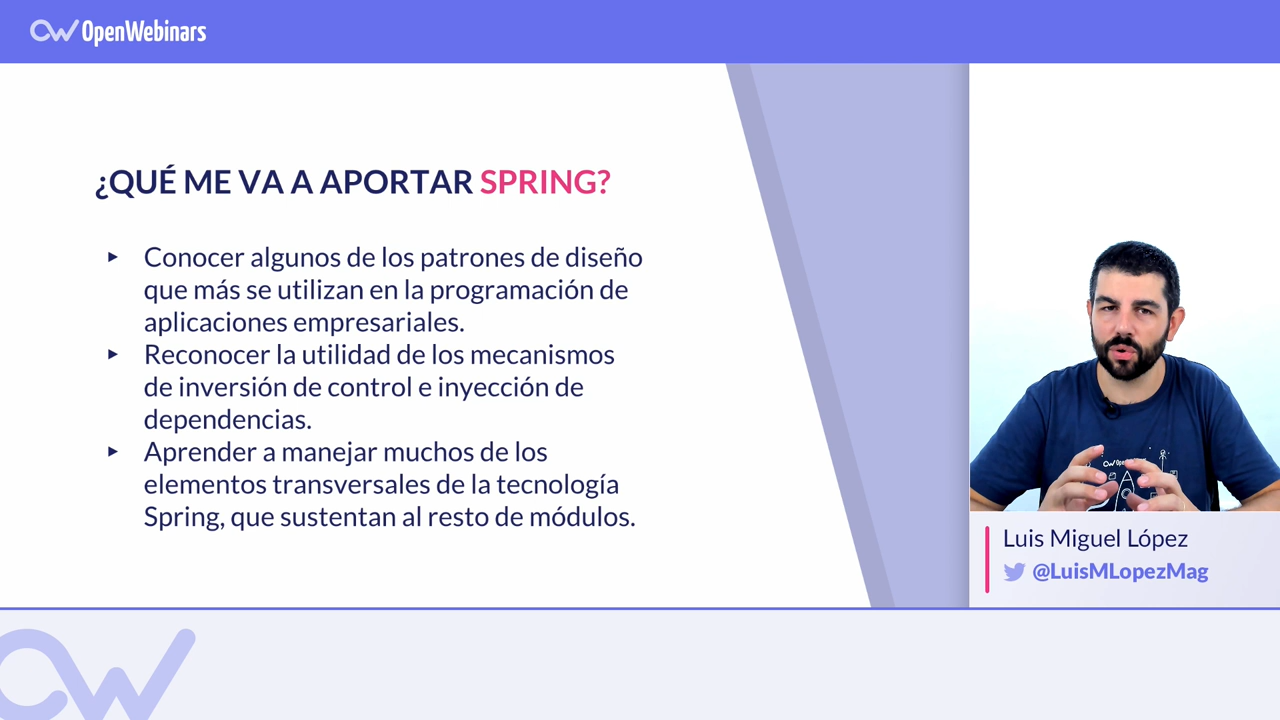 OpenWebinars
¿QUÉ ME VA A APORTAR SPRING?
▸ Conocer algunos de los patrones de diseño
que más se utilizan en la programación de
aplicaciones empresariales.
▸ Reconocer la utilidad de los mecanismos
de inversión de control e inyección de
dependencias.
▸ Aprender a manejar muchos de los
elementos transversales de la tecnología
Spring, que sustentan al resto de módulos.
Luis Miguel López
@LuisMLopezMag